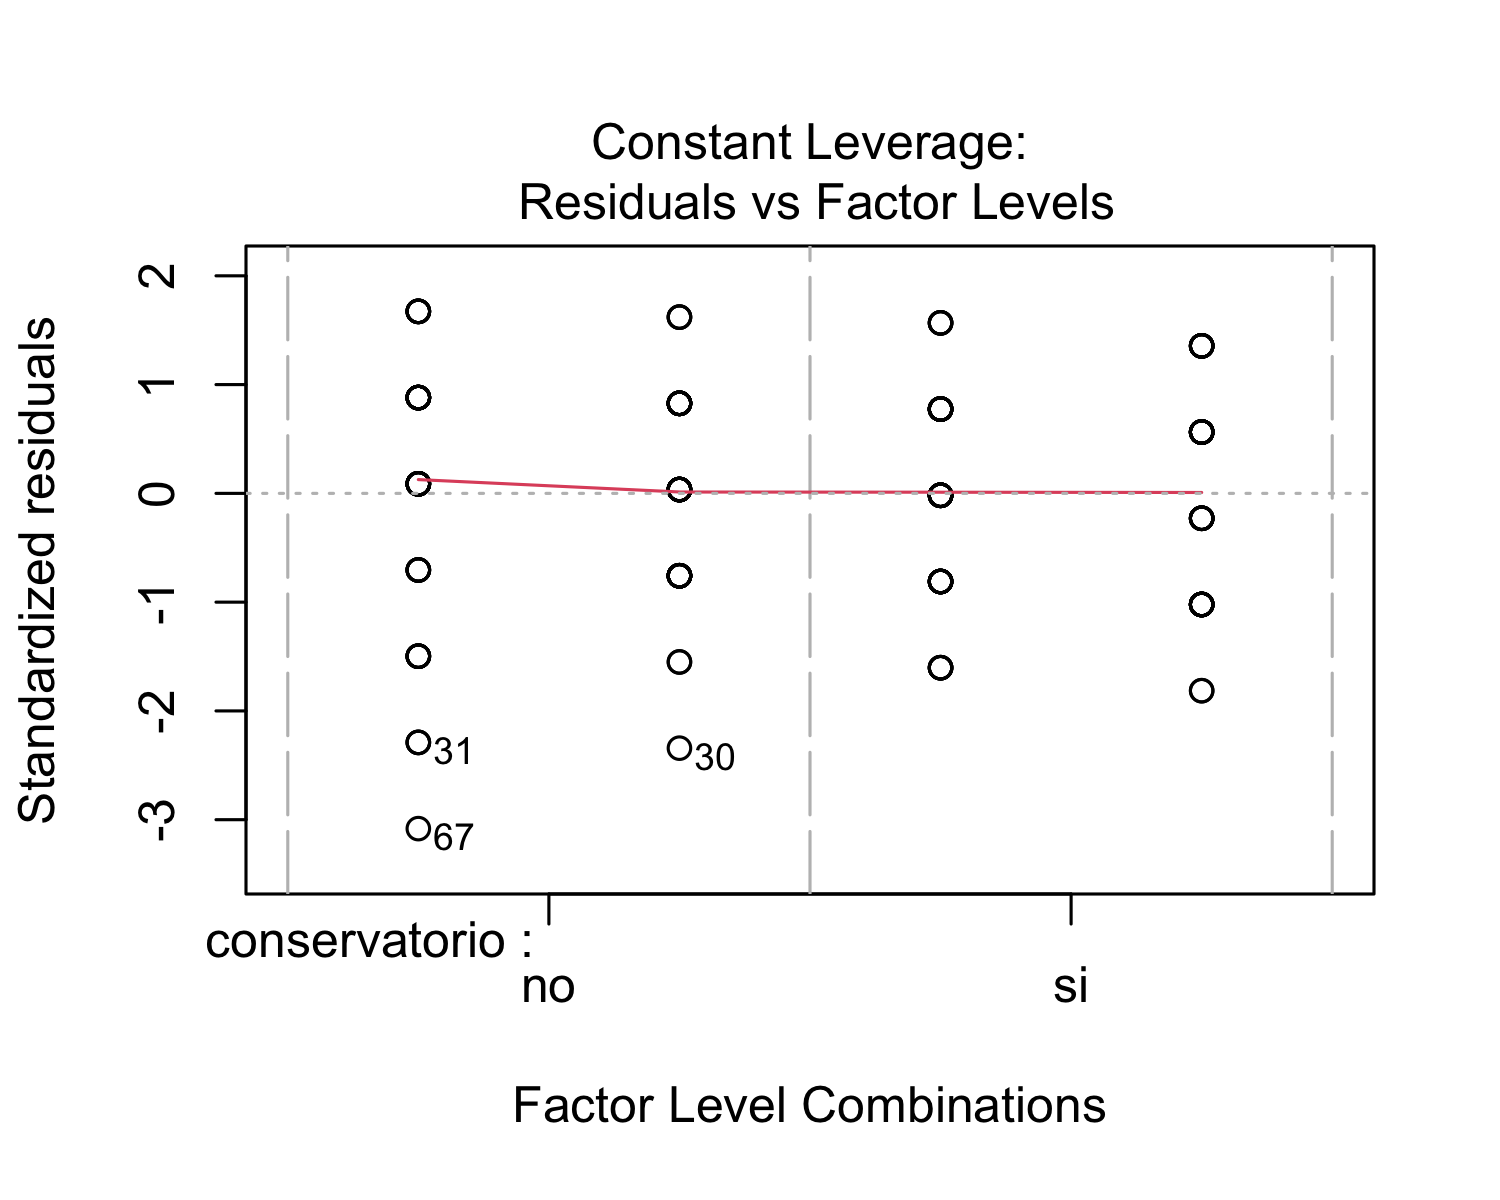 Constant Leverage:
Residuals vs Factor Levels
Standardized residuals
2
1
0
-1
-2
-3
31
30
67
conservatorio :
no
si
Factor Level Combinations